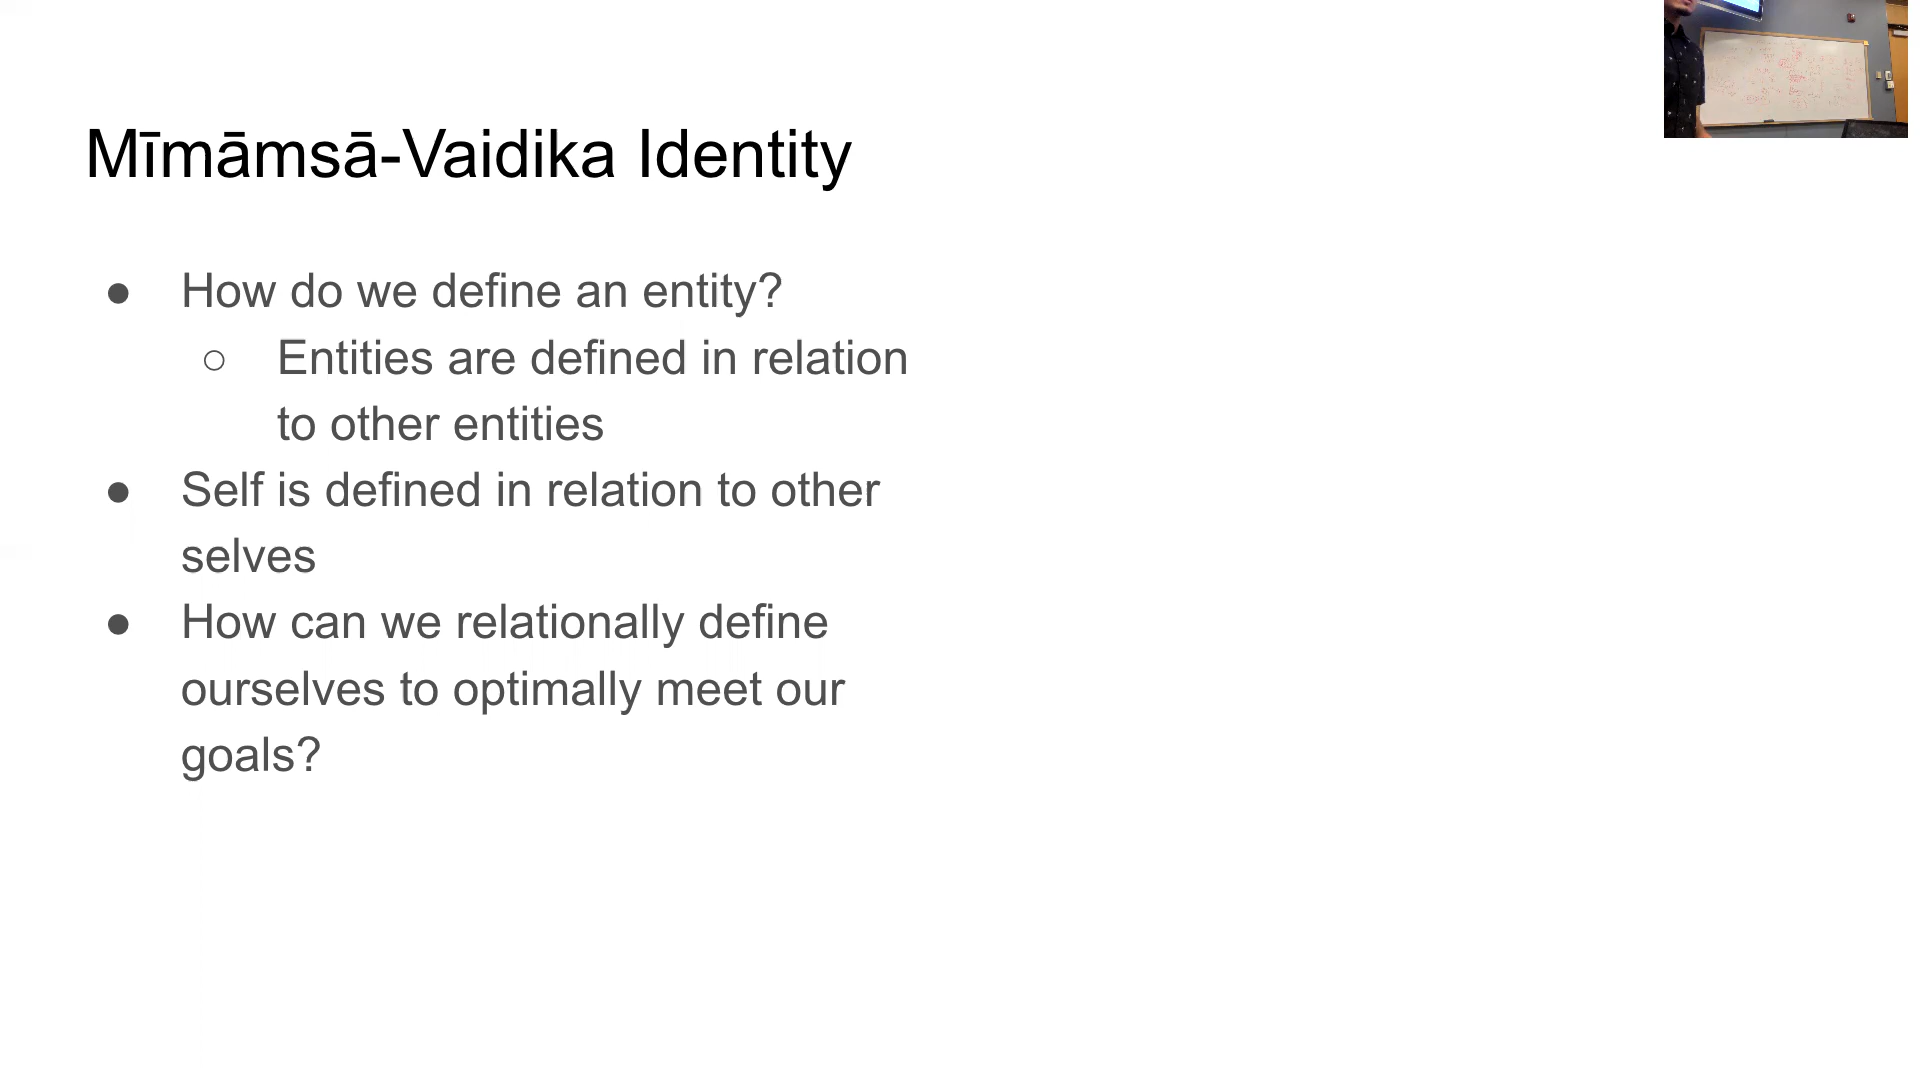 Mīmāmsā-Vaidika Identity
● How do we define an entity?
○ Entities are defined in relation
to other entities
● Self is defined in relation to other
selves
● How can we relationally define
ourselves to optimally meet our
goals?